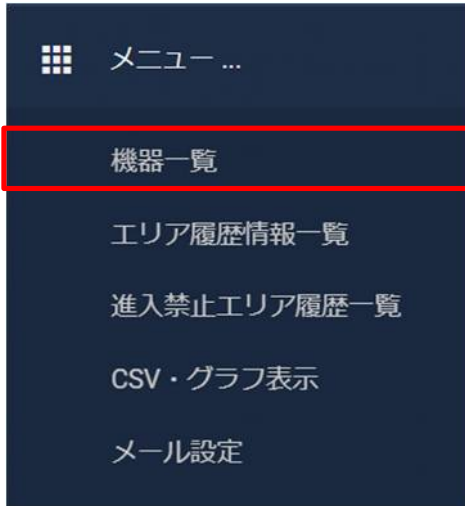 メニュー ...
機器一覧
エリア履歴情報一覧
進入禁止エリア履歴一覧
CSV・グラフ表示
メール設定